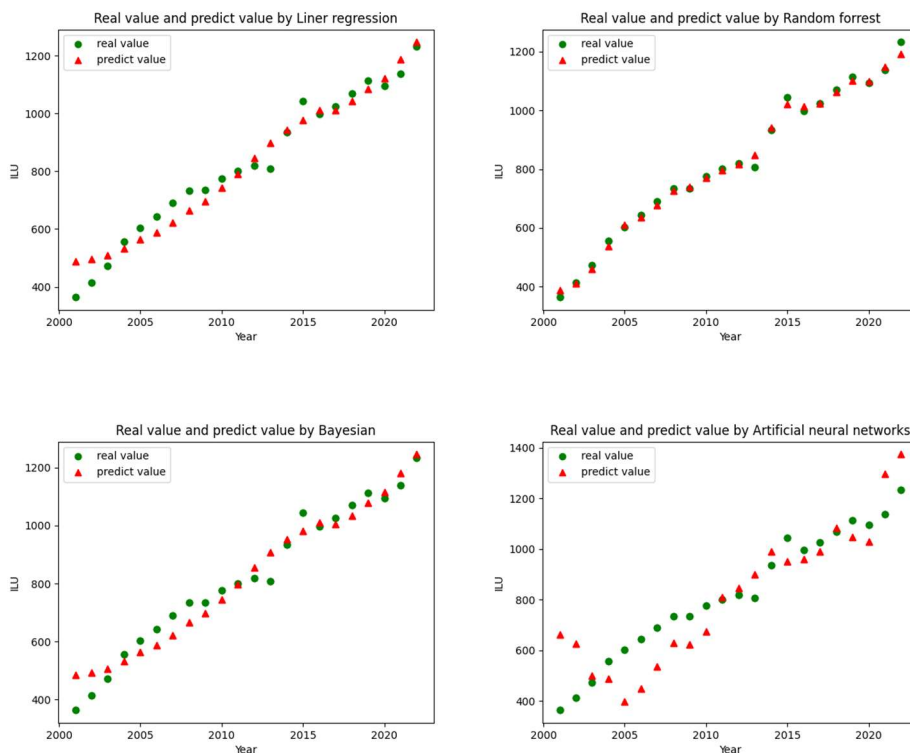 Real value and predict value by Liner regression
real value
predict value
1200
1000
800
600
400
ILU
2000
2005
2010
2015
2020
Year
Real value and predict value by Random forrest
real value
predict value
1200
1000
800
600
400
ILU
2000
2005
2010
2015
2020
Year
Real value and predict value by Bayesian
real value
predict value
1200
1000
800
600
400
ILU
2000
2005
2010
2015
2020
Year
Real value and predict value by Artificial neural networks
real value
predict value
1400
1200
1000
800
600
400
ILU
2000
2005
2010
2015
2020
Year